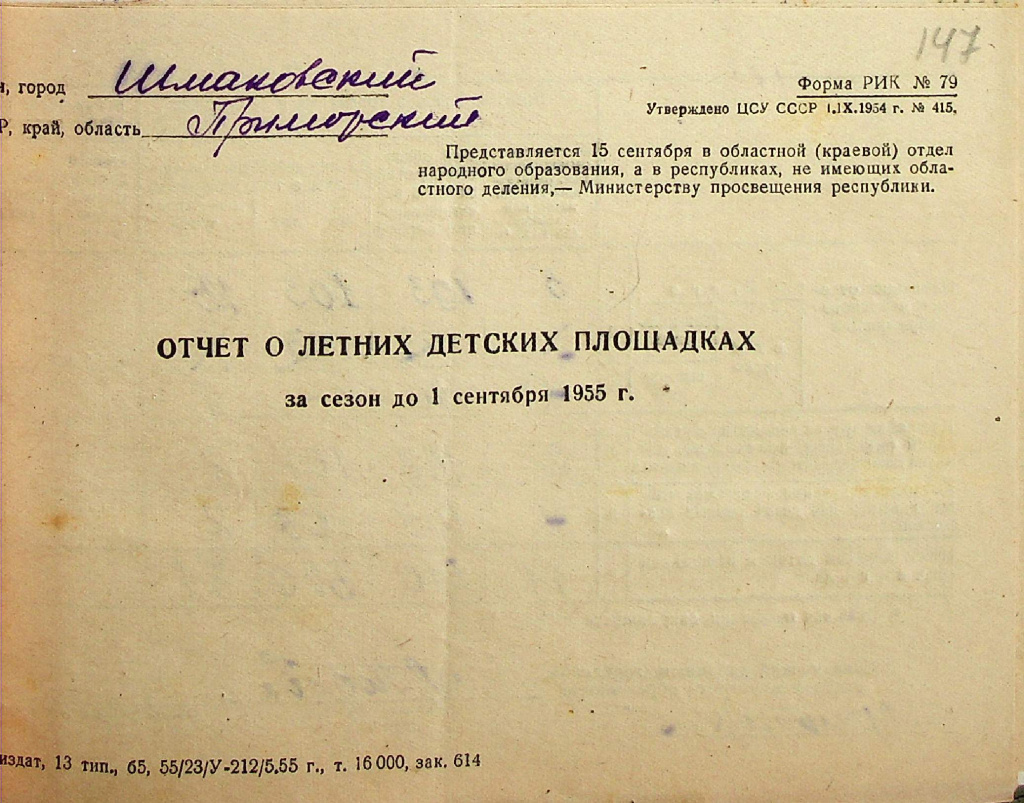 147
н, город Шмаковский
Р, край, область Приморский
Форма РИК № 79
Утверждено ЦСУ СССР 1.IX.1954 г. № 415.
Представляется 15 сентября в областной (краевой) отдел
народного образования, а в республиках, не имеющих обла-
стного деления,— Министерству просвещения республики.
ОТЧЕТ О ЛЕТНИХ ДЕТСКИХ ПЛОЩАДКАХ
за сезон до 1 сентября 1955 г.
издат, 13 тип., б5, 55/23/У-212/5.55 г., т. 16 000, зак. 614